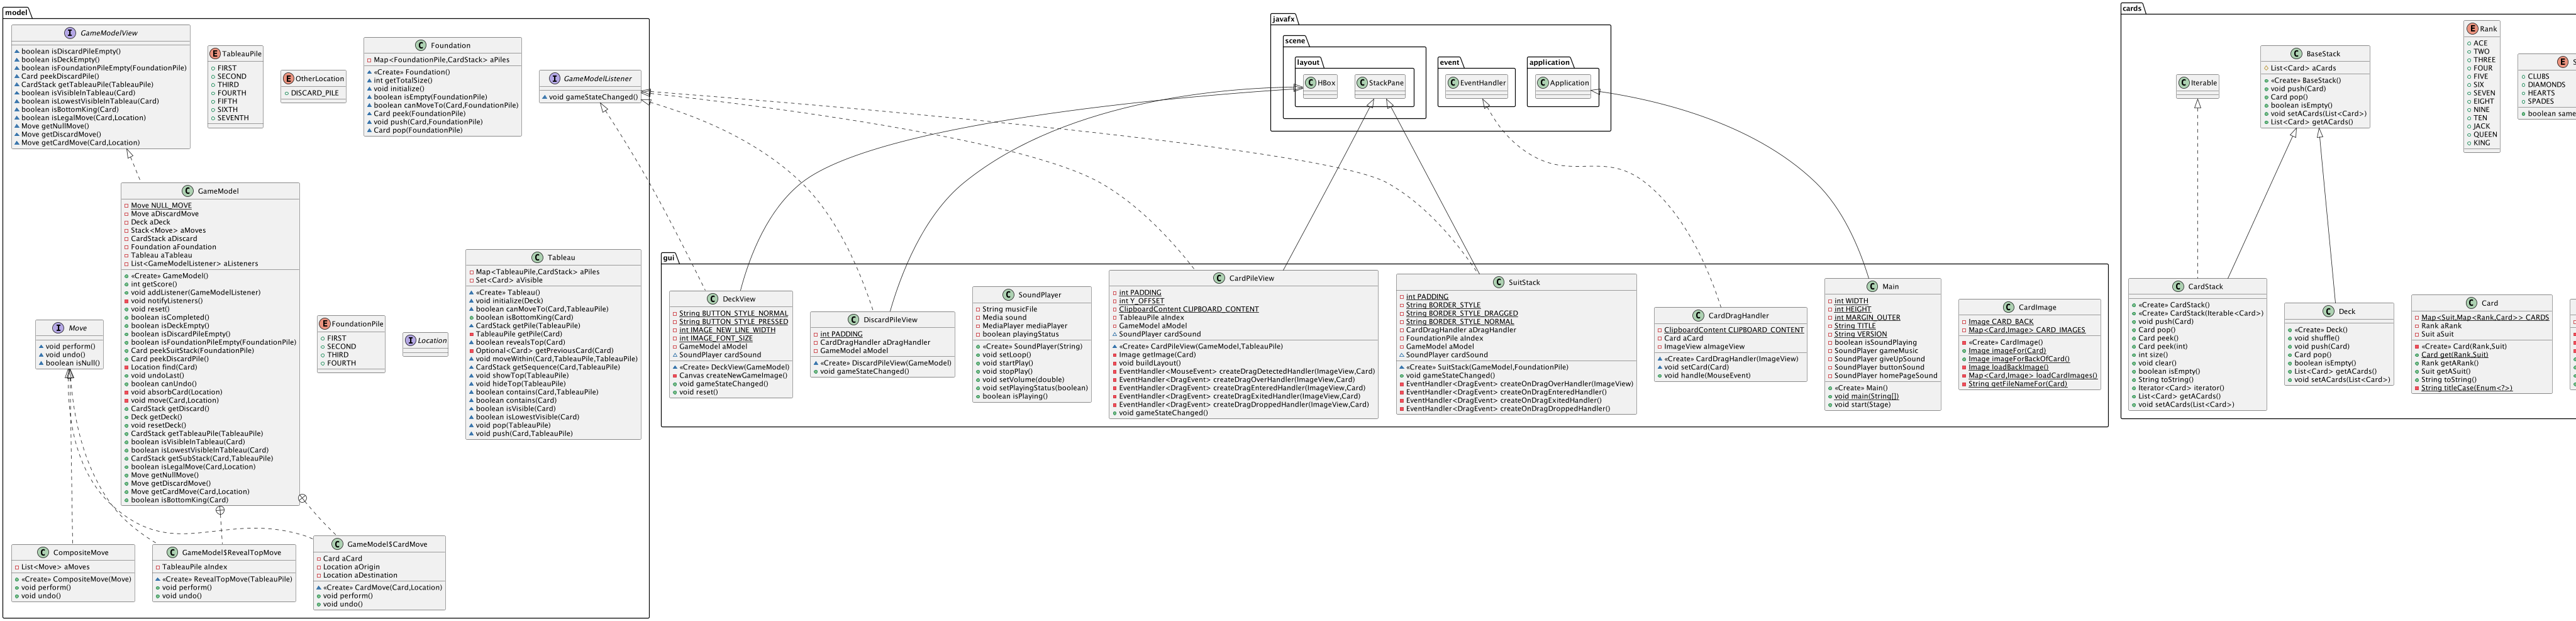 model
GameModelView
boolean isDiscardPileEmpty()
boolean isDeckEmpty()
boolean isFoundationPileEmpty(FoundationPile)
Card peekDiscardPile()
CardStack getTableauPile(TableauPile)
boolean isVisibleInTableau(Card)
boolean isLowestVisibleInTableau(Card)
boolean isBottomKing(Card)
boolean isLegalMove(Card,Location)
Move getNullMove()
Move getDiscardMove()
Move getCardMove(Card,Location)
TableauPile
FIRST
SECOND
THIRD
FOURTH
FIFTH
SIXTH
SEVENTH
OtherLocation
DISCARD_PILE
Foundation
Map<FoundationPile,CardStack> aPiles
«Create» Foundation()
int getTotalSize()
void initialize()
boolean isEmpty(FoundationPile)
boolean canMoveTo(Card,FoundationPile)
Card peek(FoundationPile)
void push(Card,FoundationPile)
Card pop(FoundationPile)
GameModelListener
void gameStateChanged()
GameModel
Move NULL_MOVE
Move aDiscardMove
Deck aDeck
Stack<Move> aMoves
CardStack aDiscard
Foundation aFoundation
Tableau aTableau
List<GameModelListener> aListeners
«Create» GameModel()
int getScore()
void addListener(GameModelListener)
void notifyListeners()
void reset()
boolean isCompleted()
boolean isDeckEmpty()
boolean isDiscardPileEmpty()
boolean isFoundationPileEmpty(FoundationPile)
Card peekSuitStack(FoundationPile)
Card peekDiscardPile()
Location find(Card)
void undoLast()
boolean canUndo()
void absorbCard(Location)
void move(Card,Location)
CardStack getDiscard()
Deck getDeck()
void resetDeck()
CardStack getTableauPile(TableauPile)
boolean isVisibleInTableau(Card)
boolean isLowestVisibleInTableau(Card)
CardStack getSubStack(Card,TableauPile)
boolean isLegalMove(Card,Location)
Move getNullMove()
Move getDiscardMove()
Move getCardMove(Card,Location)
boolean isBottomKing(Card)
Tableau
Map<TableauPile,CardStack> aPiles
Set<Card> aVisible
«Create» Tableau()
void initialize(Deck)
boolean canMoveTo(Card,TableauPile)
boolean isBottomKing(Card)
CardStack getPile(TableauPile)
TableauPile getPile(Card)
boolean revealsTop(Card)
Optional<Card> getPreviousCard(Card)
void moveWithin(Card,TableauPile,TableauPile)
CardStack getSequence(Card,TableauPile)
void showTop(TableauPile)
void hideTop(TableauPile)
boolean contains(Card,TableauPile)
boolean contains(Card)
boolean isVisible(Card)
boolean isLowestVisible(Card)
void pop(TableauPile)
void push(Card,TableauPile)
Move
void perform()
void undo()
boolean isNull()
FoundationPile
FIRST
SECOND
THIRD
FOURTH
Location
CompositeMove
List<Move> aMoves
«Create» CompositeMove(Move)
void perform()
void undo()
GameModel$RevealTopMove
TableauPile aIndex
«Create» RevealTopMove(TableauPile)
void perform()
void undo()
GameModel$CardMove
Card aCard
Location aOrigin
Location aDestination
«Create» CardMove(Card,Location)
void perform()
void undo()
javafx
scene
layout
HBox
StackPane
event
EventHandler
application
Application
gui
DeckView
String BUTTON_STYLE_NORMAL
String BUTTON_STYLE_PRESSED
int IMAGE_NEW_LINE_WIDTH
int IMAGE_FONT_SIZE
GameModel aModel
SoundPlayer cardSound
«Create» DeckView(GameModel)
Canvas createNewGameImage()
void gameStateChanged()
void reset()
DiscardPileView
int PADDING
CardDragHandler aDragHandler
GameModel aModel
«Create» DiscardPileView(GameModel)
void gameStateChanged()
SoundPlayer
String musicFile
Media sound
MediaPlayer mediaPlayer
boolean playingStatus
«Create» SoundPlayer(String)
void setLoop()
void startPlay()
void stopPlay()
void setVolume(double)
void setPlayingStatus(boolean)
boolean isPlaying()
CardPileView
int PADDING
int Y_OFFSET
ClipboardContent CLIPBOARD_CONTENT
TableauPile aIndex
GameModel aModel
SoundPlayer cardSound
«Create» CardPileView(GameModel,TableauPile)
void buildLayout()
Image getImage(Card)
EventHandler<MouseEvent> createDragDetectedHandler(ImageView,Card)
EventHandler<DragEvent> createDragOverHandler(ImageView,Card)
EventHandler<DragEvent> createDragEnteredHandler(ImageView,Card)
EventHandler<DragEvent> createDragExitedHandler(ImageView,Card)
EventHandler<DragEvent> createDragDroppedHandler(ImageView,Card)
void gameStateChanged()
SuitStack
int PADDING
String BORDER_STYLE
String BORDER_STYLE_DRAGGED
String BORDER_STYLE_NORMAL
CardDragHandler aDragHandler
FoundationPile aIndex
GameModel aModel
SoundPlayer cardSound
«Create» SuitStack(GameModel,FoundationPile)
void gameStateChanged()
EventHandler<DragEvent> createOnDragOverHandler(ImageView)
EventHandler<DragEvent> createOnDragEnteredHandler()
EventHandler<DragEvent> createOnDragExitedHandler()
EventHandler<DragEvent> createOnDragDroppedHandler()
CardDragHandler
ClipboardContent CLIPBOARD_CONTENT
Card aCard
ImageView aImageView
«Create» CardDragHandler(ImageView)
void setCard(Card)
void handle(MouseEvent)
Main
int WIDTH
int HEIGHT
int MARGIN_OUTER
String TITLE
String VERSION
boolean isSoundPlaying
SoundPlayer gameMusic
SoundPlayer giveUpSound
SoundPlayer buttonSound
SoundPlayer homePageSound
«Create» Main()
void main(String[])
void start(Stage)
CardImage
Image CARD_BACK
Map<Card,Image> CARD_IMAGES
«Create» CardImage()
Image imageFor(Card)
Image imageForBackOfCard()
Image loadBackImage()
Map<Card,Image> loadCardImages()
String getFileNameFor(Card)
cards
Iterable
BaseStack
List<Card> aCards
«Create» BaseStack()
void push(Card)
Card pop()
boolean isEmpty()
void setACards(List<Card>)
List<Card> getACards()
Rank
ACE
TWO
THREE
FOUR
FIVE
SIX
SEVEN
EIGHT
NINE
TEN
JACK
QUEEN
KING
CLUBS
DIAMONDS
HEARTS
SPADES
boolean same
CardStack
«Create» CardStack()
«Create» CardStack(Iterable<Card>)
void push(Card)
Card pop()
Card peek()
Card peek(int)
int size()
void clear()
boolean isEmpty()
String toString()
Iterator<Card> iterator()
List<Card> getACards()
void setACards(List<Card>)
Deck
«Create» Deck()
void shuffle()
void push(Card)
Card pop()
boolean isEmpty()
List<Card> getACards()
void setACards(List<Card>)
Card
Map<Suit,Map<Rank,Card>> CARDS
Rank aRank
Suit aSuit
«Create» Card(Rank,Suit)
Card get(Rank,Suit)
Rank getARank()
Suit getASuit()
String toString()
String titleCase(Enum<?>)